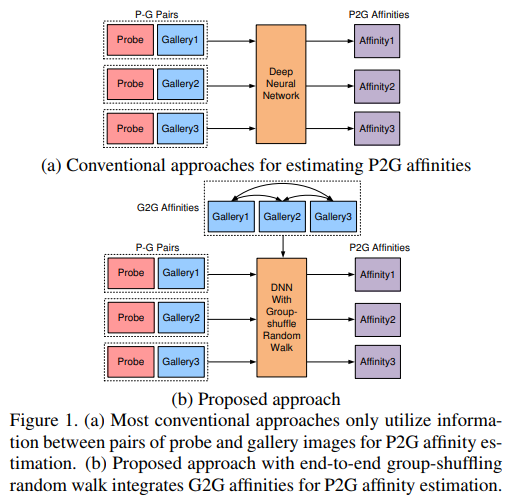 P-G Pairs
P2G Affinities
Probe Gallery1
Affinity1
Probe Gallery2
Deep
Neural
Network
Affinity2
Probe Gallery3
Affinity3
(a) Conventional approaches for estimating P2G affinities
G2G Affinities
Gallery1 Gallery2 Gallery3
P-G Pairs
P2G Affinities
Probe Gallery1
Affinity1
Probe Gallery2
DNN
With
Group-
shuffle
Random
Walk
Affinity2
Probe Gallery3
Affinity3
(b) Proposed approach
Figure 1. (a) Most conventional approaches only utilize informa-
tion between pairs of probe and gallery images for P2G affinity es-
timation. (b) Proposed approach with end-to-end group-shuffling
random walk integrates G2G affinities for P2G affinity estimation.